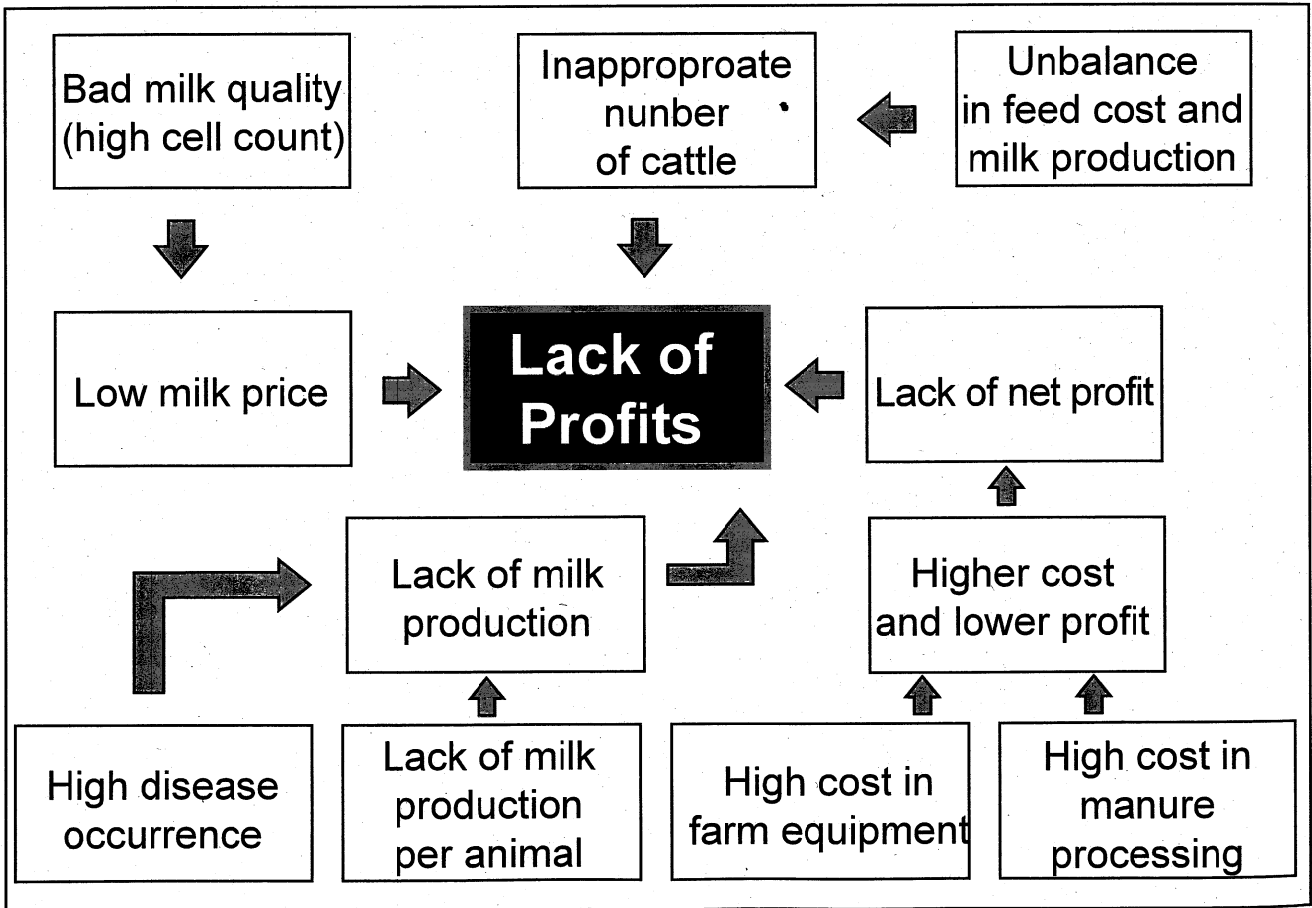 Bad milk quality
(high cell count)
Inapproproate
nunber
of cattle
Unbalance
in feed cost and
milk production
Low milk price
Lack of
Profits
Lack of net profit
Lack of milk
production
Higher cost
and lower profit
High disease
occurrence
Lack of milk
production
per animal
High cost in
farm equipment
High cost in
manure
processing